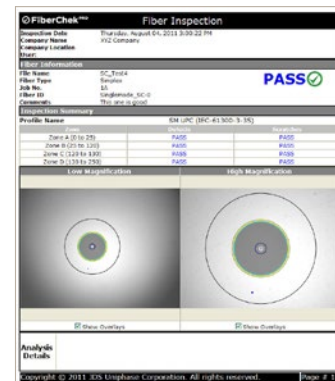 FiberChek PRO Fiber Inspection
Inspection Date Thursday, August 04, 2011 3:00:22 PM
Company Name XYZ Company
Company Location
User:
Fiber Information
File Name SC_Test4
Fiber Type Simplex
Job No. 16
Fiber ID Singlemode_SC-0
Comments This one is good
PASS
Inspection Summary
Profile Name SM UPC (IEC-61300-3-35)
Zone Defects Scratches
Zone A (0 to 25) PASS PASS
Zone B (25 to 120) PASS PASS
Zone C (120 to 130) PASS PASS
Zone D (130 to 250) PASS PASS
Low Magnification High Magnification
Show Overlays Show Overlays
Analysis
Details
Copyright © 2011 JDS Uniphase Corporation. All rights reserved.